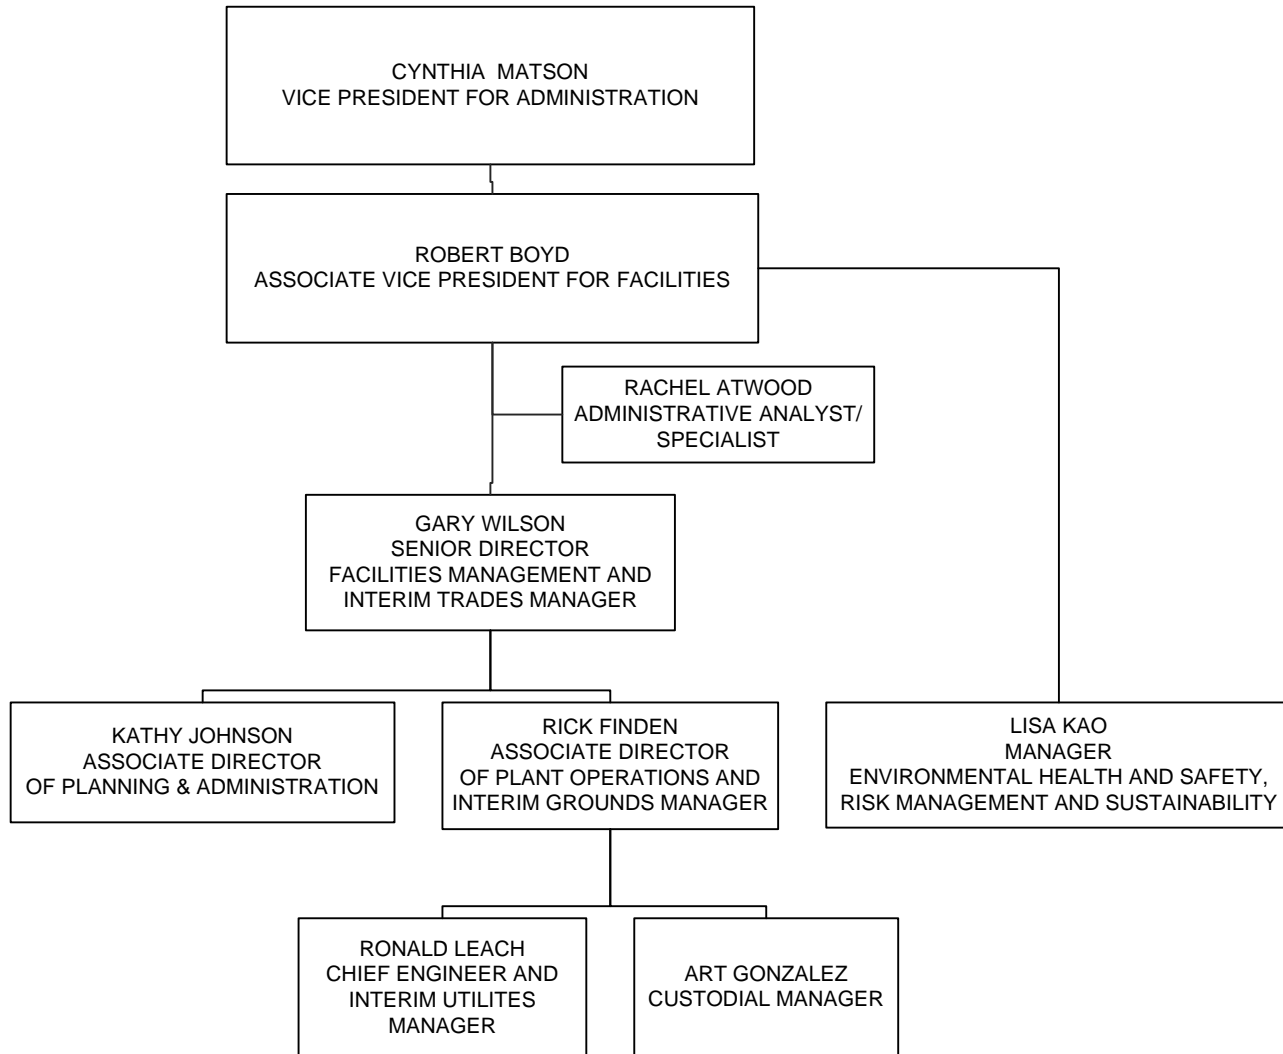 CYNTHIA  MATSON
VICE PRESIDENT FOR ADMINISTRATION
ROBERT BOYD
ASSOCIATE VICE PRESIDENT FOR FACILITIES
RACHEL ATWOOD
ADMINISTRATIVE ANALYST/
SPECIALIST
GARY WILSON
SENIOR DIRECTOR
FACILITIES MANAGEMENT AND
INTERIM TRADES MANAGER
KATHY JOHNSON
ASSOCIATE DIRECTOR
OF PLANNING & ADMINISTRATION
RICK FINDEN
ASSOCIATE DIRECTOR
OF PLANT OPERATIONS AND
INTERIM GROUNDS MANAGER
LISA KAO
MANAGER
ENVIRONMENTAL HEALTH AND SAFETY,
RISK MANAGEMENT AND SUSTAINABILITY
RONALD LEACH
CHIEF ENGINEER AND
INTERIM UTILITES
MANAGER
ART GONZALEZ
CUSTODIAL MANAGER